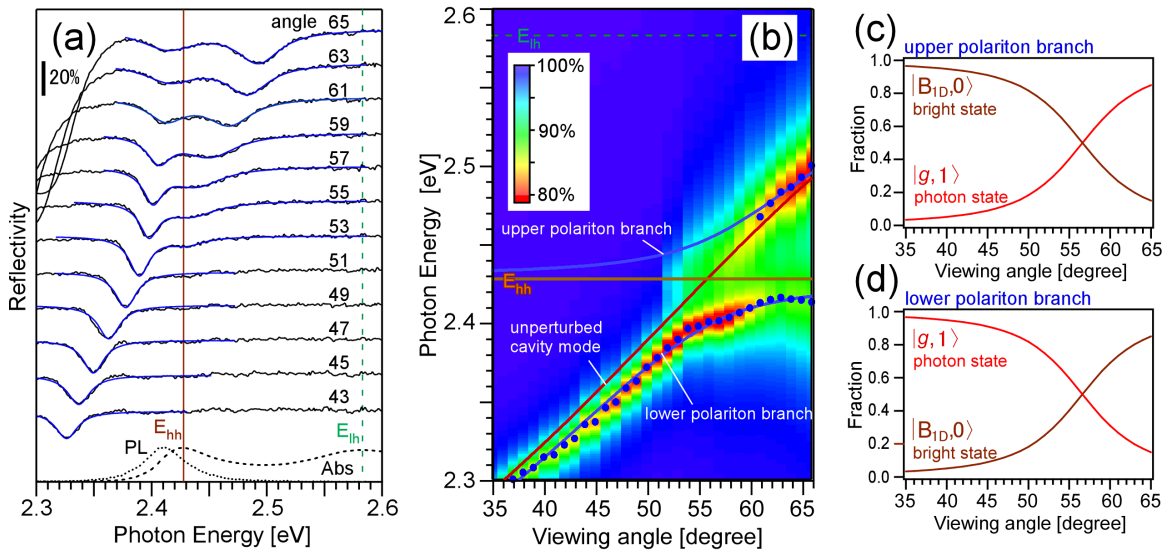 (a)
angle 65
20%
63
61
59
57
55
53
51
49
47
45
43
E_hh
E_lh
PL
Abs
Reflectivity
2.3 2.4 2.5 2.6
Photon Energy [eV]
(b)
2.6
2.5
2.4
2.3
Photon Energy [eV]
E_lh
100%
90%
80%
upper polariton branch
E_hh
unperturbed
cavity mode
lower polariton branch
35 40 45 50 55 60 65
Viewing angle [degree]
(c)
upper polariton branch
1.0
0.8
0.6
0.4
0.2
0.0
Fraction
|B_1D,0⟩
bright state
|g,1⟩
photon state
35 40 45 50 55 60 65
Viewing angle [degree]
(d)
lower polariton branch
1.0
0.8
0.6
0.4
0.2
0.0
Fraction
|g,1⟩
photon state
|B_1D,0⟩
bright state
35 40 45 50 55 60 65
Viewing angle [degree]